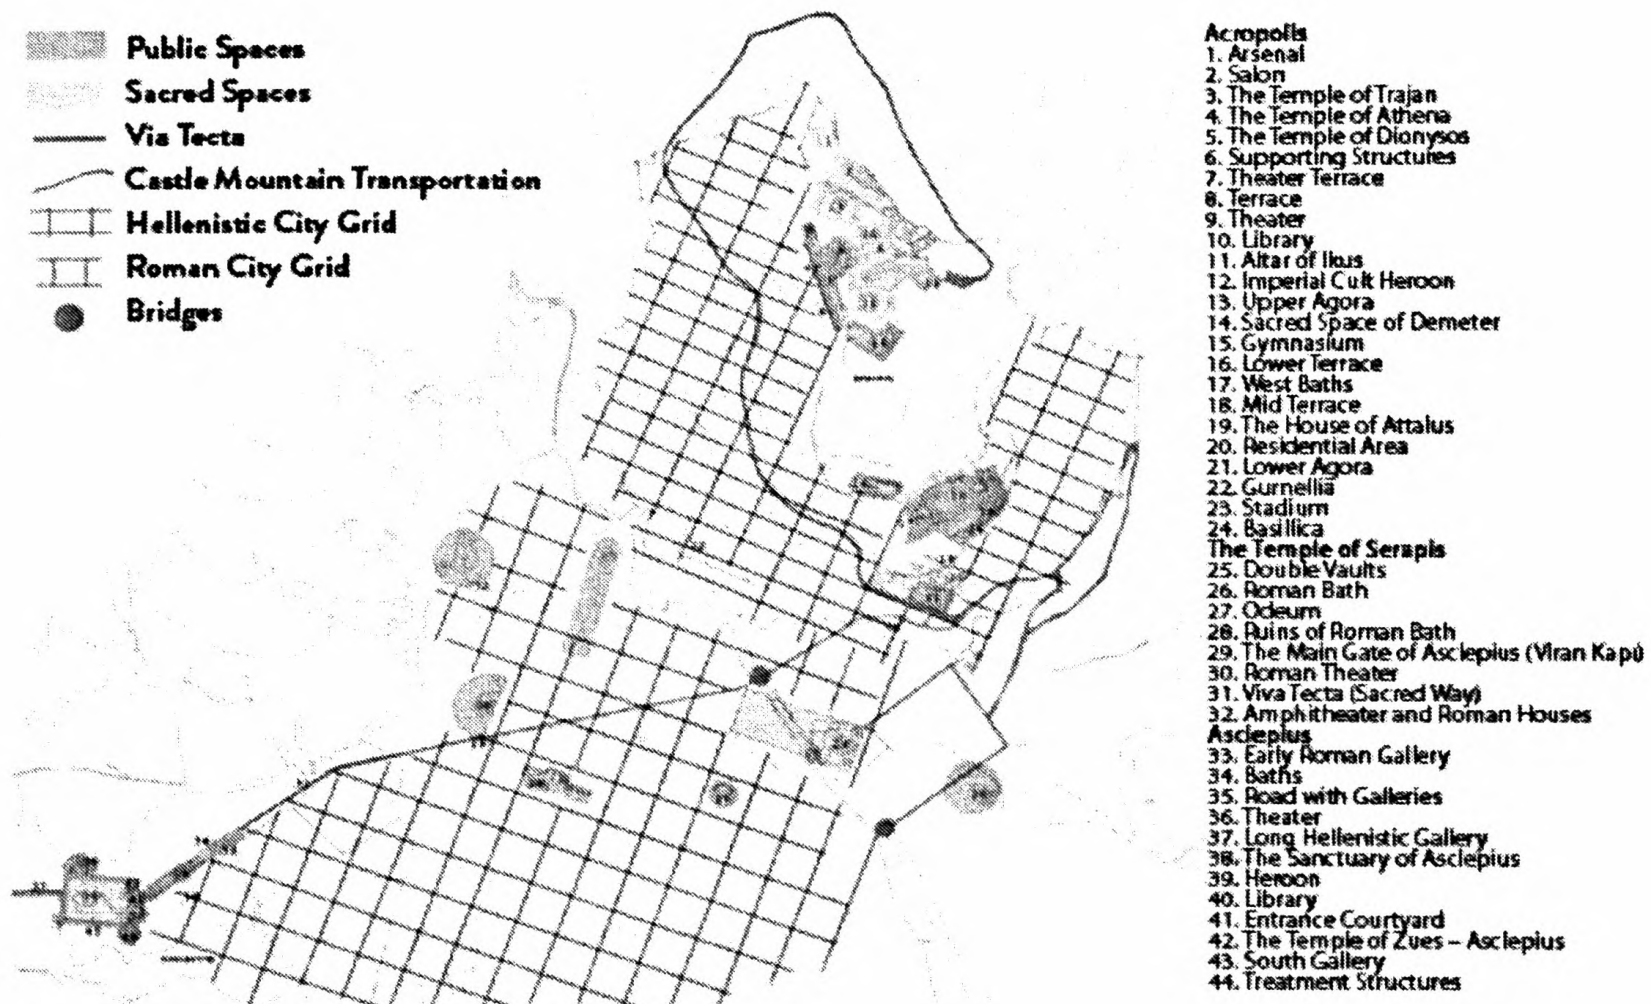 Public Spaces
Sacred Spaces
Via Tecta
Castle Mountain Transportation
Hellenistic City Grid
Roman City Grid
Bridges
Acropolis
1. Arsenal
2. Salon
3. The Temple of Trajan
4. The Temple of Athena
5. The Temple of Dionysos
6. Supporting Structures
7. Theater Terrace
8. Terrace
9. Theater
10. Library
11. Altar of Ikus
12. Imperial Cult Heroon
13. Upper Agora
14. Sacred Space of Demeter
15. Gymnasium
16. Lower Terrace
17. West Baths
18. Mid Terrace
19. The House of Attalus
20. Residential Area
21. Lower Agora
22. Gurnellia
23. Stadium
24. Basillica
The Temple of Serapis
25. Double Vaults
26. Roman Bath
27. Odeum
28. Ruins of Roman Bath
29. The Main Gate of Asclepius (Viran Kapú
30. Roman Theater
31. Viva Tecta (Sacred Way)
32. Amphitheater and Roman Houses
Asclepius
33. Early Roman Gallery
34. Baths
35. Road with Galleries
36. Theater
37. Long Hellenistic Gallery
38. The Sanctuary of Asclepius
39. Heroon
40. Library
41. Entrance Courtyard
42. The Temple of Zues – Asclepius
43. South Gallery
44. Treatment Structures